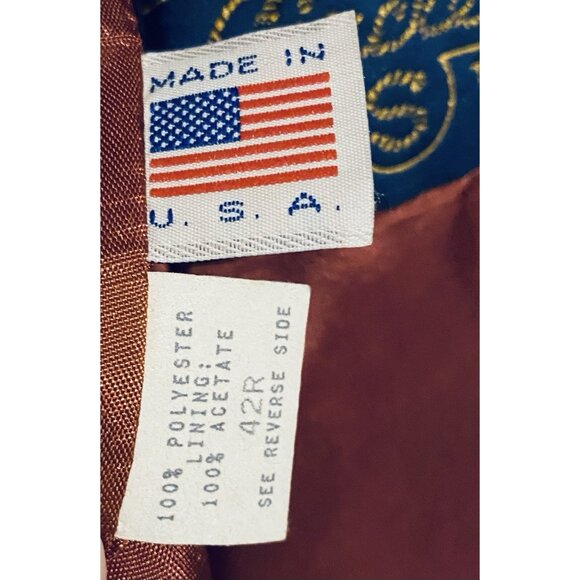 MADE IN
U. S. A.
100% POLYESTER
LINING:
100% ACETATE
42R
SEE REVERSE SIDE